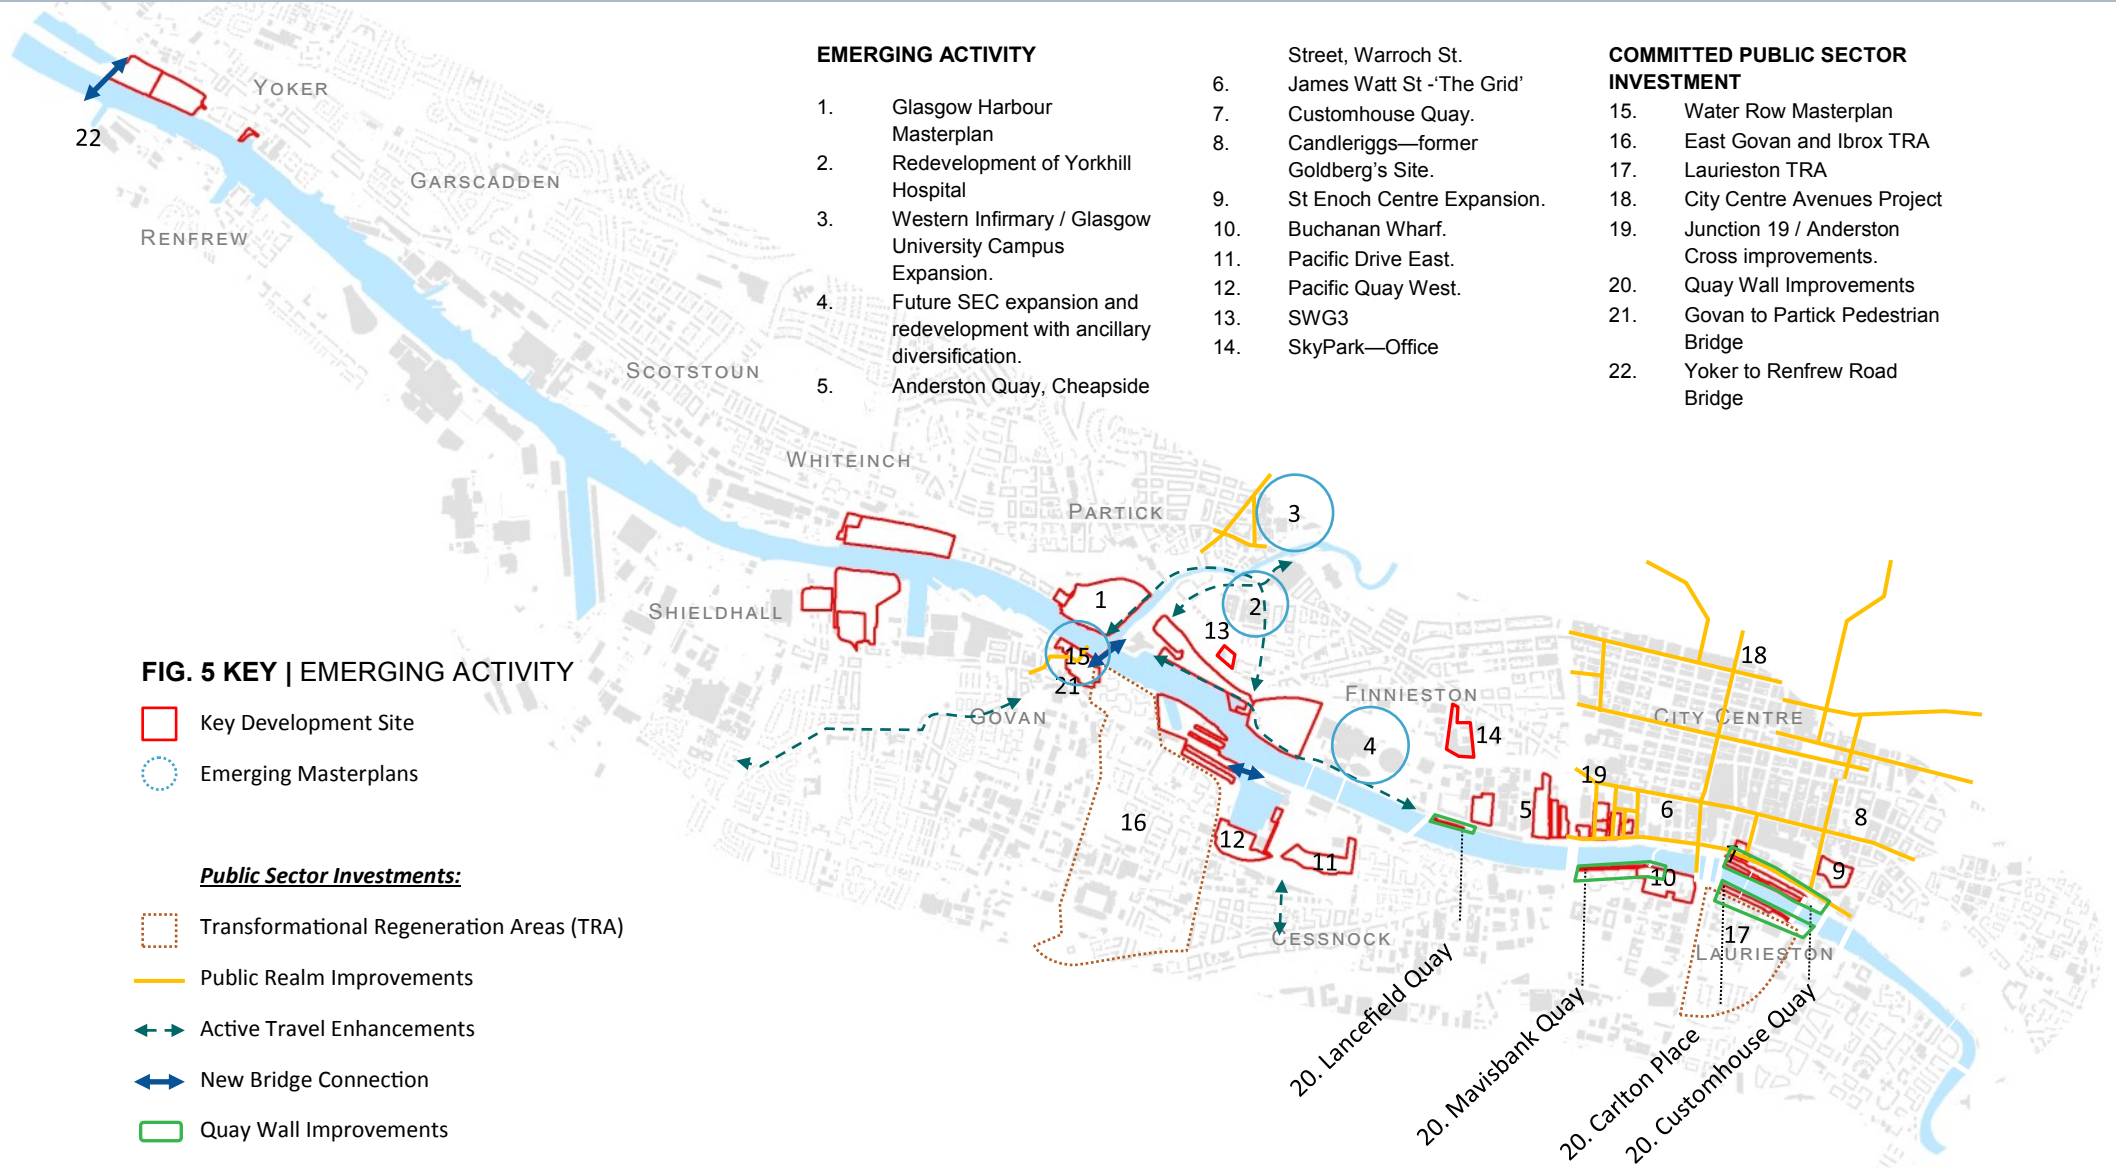 EMERGING ACTIVITY
1. Glasgow Harbour
Masterplan
2. Redevelopment of Yorkhill
Hospital
3. Western Infirmary / Glasgow
University Campus
Expansion.
4. Future SEC expansion and
redevelopment with ancillary
diversification.
5. Anderston Quay, Cheapside
Street, Warroch St.
6. James Watt St -‘The Grid’
7. Customhouse Quay.
8. Candleriggs—former
Goldberg’s Site.
9. St Enoch Centre Expansion.
10. Buchanan Wharf.
11. Pacific Drive East.
12. Pacific Quay West.
13. SWG3
14. SkyPark—Office
COMMITTED PUBLIC SECTOR
INVESTMENT
15. Water Row Masterplan
16. East Govan and Ibrox TRA
17. Laurieston TRA
18. City Centre Avenues Project
19. Junction 19 / Anderston
Cross improvements.
20. Quay Wall Improvements
21. Govan to Partick Pedestrian
Bridge
22. Yoker to Renfrew Road
Bridge
YOKER
22
GARSCADDEN
RENFREW
SCOTSTOUN
WHITEINCH
PARTICK
3
SHIELDHALL
1
2
13
15
21
GOVAN
FINNIESTON
4
14
18
CITY CENTRE
19
16
12
11
5
6
8
7
9
10
CESSNOCK
17
LAURIESTON
20. Lancefield Quay
20. Mavisbank Quay
20. Carlton Place
20. Customhouse Quay
FIG. 5 KEY | EMERGING ACTIVITY
Key Development Site
Emerging Masterplans
Public Sector Investments:
Transformational Regeneration Areas (TRA)
Public Realm Improvements
Active Travel Enhancements
New Bridge Connection
Quay Wall Improvements